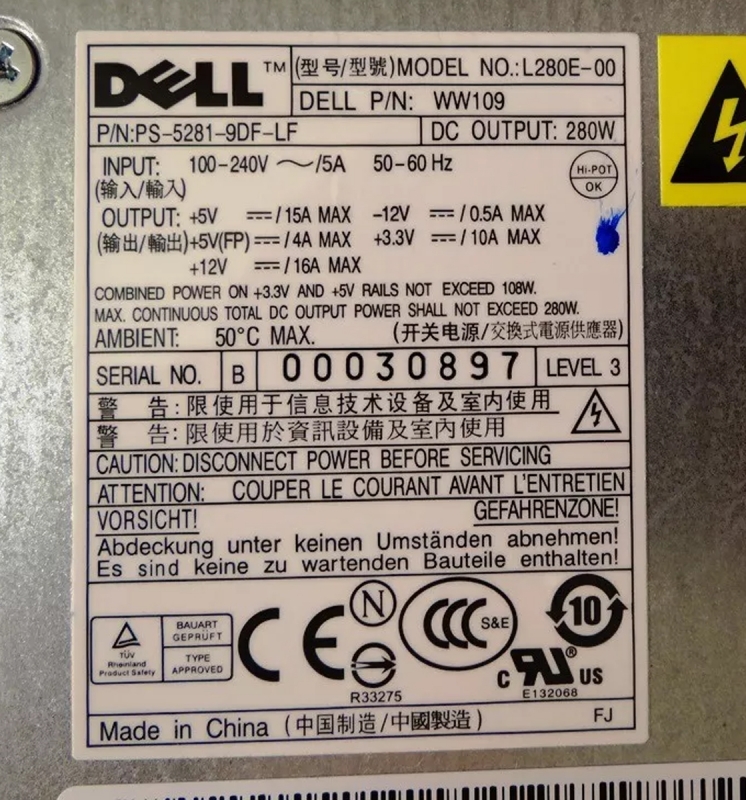 DELL™ (型号/型號)MODEL NO.:L280E-00
DELL P/N: WW109
P/N:PS-5281-9DF-LF DC OUTPUT: 280W
INPUT: 100-240V ～/5A 50-60 Hz
(输入/輸入)
Hi-POT
OK
OUTPUT: +5V ⎓/15A MAX -12V ⎓/0.5A MAX
(输出/輸出) +5V(FP) ⎓/4A MAX +3.3V ⎓/10A MAX
+12V ⎓/16A MAX
COMBINED POWER ON +3.3V AND +5V RAILS NOT EXCEED 108W.
MAX. CONTINUOUS TOTAL DC OUTPUT POWER SHALL NOT EXCEED 280W.
AMBIENT: 50°C MAX. (开关电源/交換式電源供應器)
SERIAL NO. B 00030897 LEVEL 3
警 告:限使用于信息技术设备及室内使用
警 告:限使用於資訊設備及室內使用
CAUTION: DISCONNECT POWER BEFORE SERVICING
ATTENTION: COUPER LE COURANT AVANT L'ENTRETIEN
VORSICHT! GEFAHRENZONE!
Abdeckung unter keinen Umständen abnehmen!
Es sind keine zu wartenden Bauteile enthalten!
TÜV
Rheinland
Product Safety
BAUART
GEPRÜFT
TYPE
APPROVED
CE
N
R33275
CCC S&E
10
c RU® US
E132068
Made in China (中国制造/中國製造) FJ